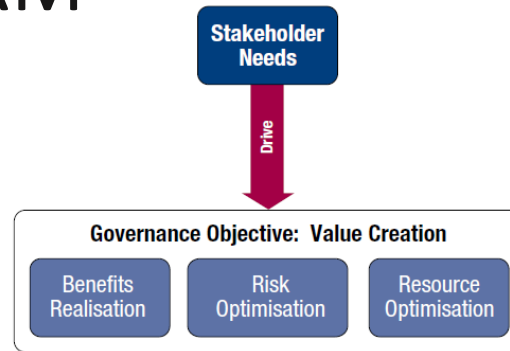 Stakeholder
Needs
Drive
Governance Objective: Value Creation
Benefits
Realisation
Risk
Optimisation
Resource
Optimisation